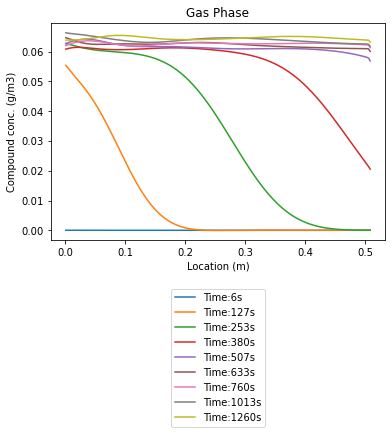 Gas Phase
Compound conc. (g/m3)
0.06
0.05
0.04
0.03
0.02
0.01
0.00
0.0 0.1 0.2 0.3 0.4 0.5
Location (m)
Time:6s
Time:127s
Time:253s
Time:380s
Time:507s
Time:633s
Time:760s
Time:1013s
Time:1260s